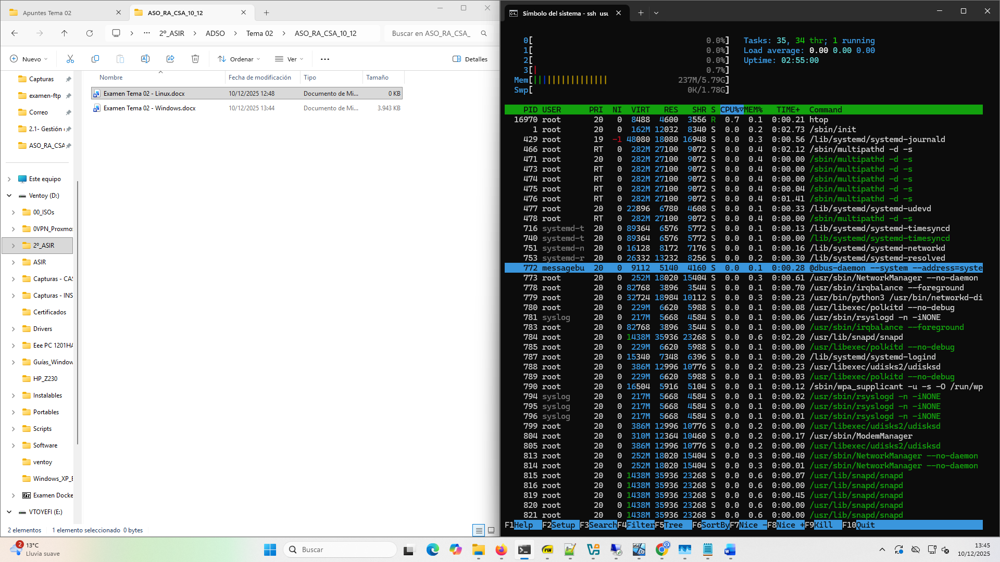 Apuntes Tema 02
ASO_RA_CSA_10_12
2º_ASIR
ADSO
Tema 02
ASO_RA_CSA_10_12
Buscar en ASO_RA_CSA_
Nuevo
Ordenar
Ver
Detalles
Nombre
Fecha de modificación
Tipo
Tamaño
Examen Tema 02 - Linux.docx 10/12/2025 12:48 Documento de Mi... 0 KB
Examen Tema 02 - Windows.docx 10/12/2025 13:44 Documento de Mi... 3.943 KB
Capturas
examen-ftp
Correo
2.1- Gestión
ASO_RA_CSA
Este equipo
Ventoy (D:)
00_ISOs
0VPN_Proxmo
2º_ASIR
ASIR
Capturas - CA
Capturas - INS
Certificados
Drivers
Eee PC 1201HA
Guías_Window
HP_Z230
Instalables
Portables
Scripts
Software
ventoy
Windows_XP_E
Examen Docke
VTOYEFI (E:)
2 elementos
1 elemento seleccionado 0 bytes
Símbolo del sistema - ssh usu
0[ 0.0%] Tasks: 35, 34 thr; 1 running
1[ 0.0%] Load average: 0.00 0.00 0.00
2[ 0.0%] Uptime: 02:55:00
3[| 0.7%]
Mem[|||||||||||||||| 237M/5.79G]
Swp[ 0K/1.78G]
PID USER PRI NI VIRT RES SHR S CPU%▽MEM% TIME+ Command
16970 root 20 0 8488 4600 3556 R 0.7 0.1 0:00.21 htop
1 root 20 0 162M 12032 8340 S 0.0 0.2 0:02.73 /sbin/init
429 root 19 -1 48080 18080 16948 S 0.0 0.3 0:00.56 /lib/systemd/systemd-journald
466 root RT 0 282M 27100 9072 S 0.0 0.4 0:02.12 /sbin/multipathd -d -s
471 root 20 0 282M 27100 9072 S 0.0 0.4 0:00.00 /sbin/multipathd -d -s
473 root RT 0 282M 27100 9072 S 0.0 0.4 0:00.00 /sbin/multipathd -d -s
474 root RT 0 282M 27100 9072 S 0.0 0.4 0:00.00 /sbin/multipathd -d -s
475 root RT 0 282M 27100 9072 S 0.0 0.4 0:00.04 /sbin/multipathd -d -s
476 root RT 0 282M 27100 9072 S 0.0 0.4 0:01.41 /sbin/multipathd -d -s
477 root 20 0 22896 6780 4608 S 0.0 0.1 0:00.33 /lib/systemd/systemd-udevd
478 root RT 0 282M 27100 9072 S 0.0 0.4 0:00.00 /sbin/multipathd -d -s
716 systemd-t 20 0 89364 6576 5772 S 0.0 0.1 0:00.13 /lib/systemd/systemd-timesyncd
740 systemd-t 20 0 89364 6576 5772 S 0.0 0.1 0:00.00 /lib/systemd/systemd-timesyncd
751 systemd-n 20 0 16128 8172 7176 S 0.0 0.1 0:00.16 /lib/systemd/systemd-networkd
753 systemd-r 20 0 26332 13232 8256 S 0.0 0.2 0:00.30 /lib/systemd/systemd-resolved
772 messagebu 20 0 9112 5140 4160 S 0.0 0.1 0:00.28 @dbus-daemon --system --address=syste
773 root 20 0 252M 18020 15404 S 0.0 0.3 0:00.61 /usr/sbin/NetworkManager --no-daemon
778 root 20 0 82768 3896 3544 S 0.0 0.1 0:00.70 /usr/sbin/irqbalance --foreground
779 root 20 0 32724 18984 10112 S 0.0 0.3 0:00.23 /usr/bin/python3 /usr/bin/networkd-di
780 root 20 0 229M 6620 5988 S 0.0 0.1 0:00.08 /usr/libexec/polkitd --no-debug
781 syslog 20 0 217M 5668 4584 S 0.0 0.1 0:00.06 /usr/sbin/rsyslogd -n -iNONE
783 root 20 0 82768 3896 3544 S 0.0 0.1 0:00.00 /usr/sbin/irqbalance --foreground
784 root 20 0 1438M 35936 23268 S 0.0 0.6 0:02.20 /usr/lib/snapd/snapd
785 root 20 0 229M 6620 5988 S 0.0 0.1 0:00.00 /usr/libexec/polkitd --no-debug
787 root 20 0 15340 7348 6396 S 0.0 0.1 0:00.20 /lib/systemd/systemd-logind
788 root 20 0 386M 12996 10776 S 0.0 0.2 0:00.23 /usr/libexec/udisks2/udisksd
789 root 20 0 229M 6620 5988 S 0.0 0.1 0:00.03 /usr/libexec/polkitd --no-debug
790 root 20 0 16504 5916 5104 S 0.0 0.1 0:00.12 /sbin/wpa_supplicant -u -s -O /run/wp
794 syslog 20 0 217M 5668 4584 S 0.0 0.1 0:00.02 /usr/sbin/rsyslogd -n -iNONE
795 syslog 20 0 217M 5668 4584 S 0.0 0.1 0:00.00 /usr/sbin/rsyslogd -n -iNONE
796 syslog 20 0 217M 5668 4584 S 0.0 0.1 0:00.01 /usr/sbin/rsyslogd -n -iNONE
799 root 20 0 386M 12996 10776 S 0.0 0.2 0:00.00 /usr/libexec/udisks2/udisksd
804 root 20 0 310M 12364 10460 S 0.0 0.2 0:00.17 /usr/sbin/ModemManager
805 root 20 0 386M 12996 10776 S 0.0 0.2 0:00.00 /usr/libexec/udisks2/udisksd
813 root 20 0 252M 18020 15404 S 0.0 0.3 0:00.40 /usr/sbin/NetworkManager --no-daemon
814 root 20 0 252M 18020 15404 S 0.0 0.3 0:00.01 /usr/sbin/NetworkManager --no-daemon
815 root 20 0 1438M 35936 23268 S 0.0 0.6 0:00.07 /usr/lib/snapd/snapd
816 root 20 0 1438M 35936 23268 S 0.0 0.6 0:00.00 /usr/lib/snapd/snapd
819 root 20 0 1438M 35936 23268 S 0.0 0.6 0:00.45 /usr/lib/snapd/snapd
820 root 20 0 1438M 35936 23268 S 0.0 0.6 0:00.00 /usr/lib/snapd/snapd
821 root 20 0 1438M 35936 23268 S 0.0 0.6 0:00.00 /usr/lib/snapd/snapd
F1Help F2Setup F3SearchF4FilterF5Tree F6SortByF7Nice -F8Nice +F9Kill F10Quit
2
13°C
Lluvia suave
Buscar
PDF
13:45
10/12/2025